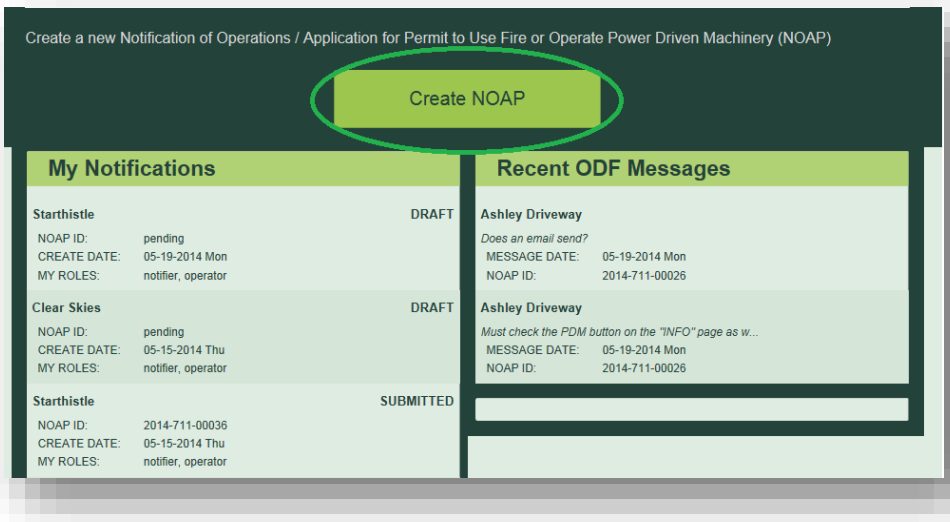 Create a new Notification of Operations / Application for Permit to Use Fire or Operate Power Driven Machinery (NOAP)
Create NOAP
My Notifications
Starthistle DRAFT
NOAP ID: pending
CREATE DATE: 05-19-2014 Mon
MY ROLES: notifier, operator
Clear Skies DRAFT
NOAP ID: pending
CREATE DATE: 05-15-2014 Thu
MY ROLES: notifier, operator
Starthistle SUBMITTED
NOAP ID: 2014-711-00036
CREATE DATE: 05-15-2014 Thu
MY ROLES: notifier, operator
Recent ODF Messages
Ashley Driveway
Does an email send?
MESSAGE DATE: 05-19-2014 Mon
NOAP ID: 2014-711-00026
Ashley Driveway
Must check the PDM button on the "INFO" page as w...
MESSAGE DATE: 05-19-2014 Mon
NOAP ID: 2014-711-00026